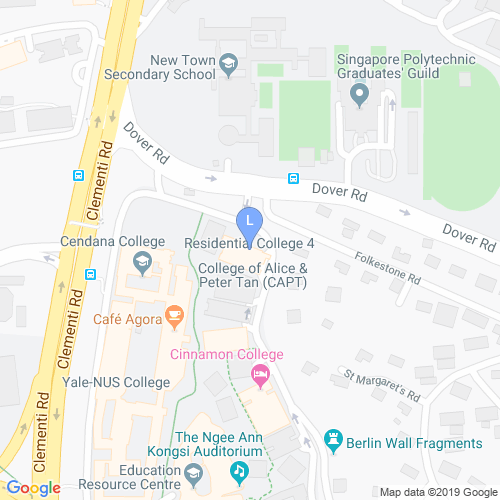 New Town
Secondary School
Singapore Polytechnic
Graduates' Guild
Clementi Rd
Dover Rd
Dover Rd
Dover Rd
L
Cendana College
Residential College 4
College of Alice &
Peter Tan (CAPT)
Folkestone Rd
Clementi Rd
Café Agora
Cinnamon College
Yale-NUS College
St Margaret's Rd
Clementi Rd
The Ngee Ann
Kongsi Auditorium
Berlin Wall Fragments
Education
Resource Centre
Google
Map data ©2019 Google